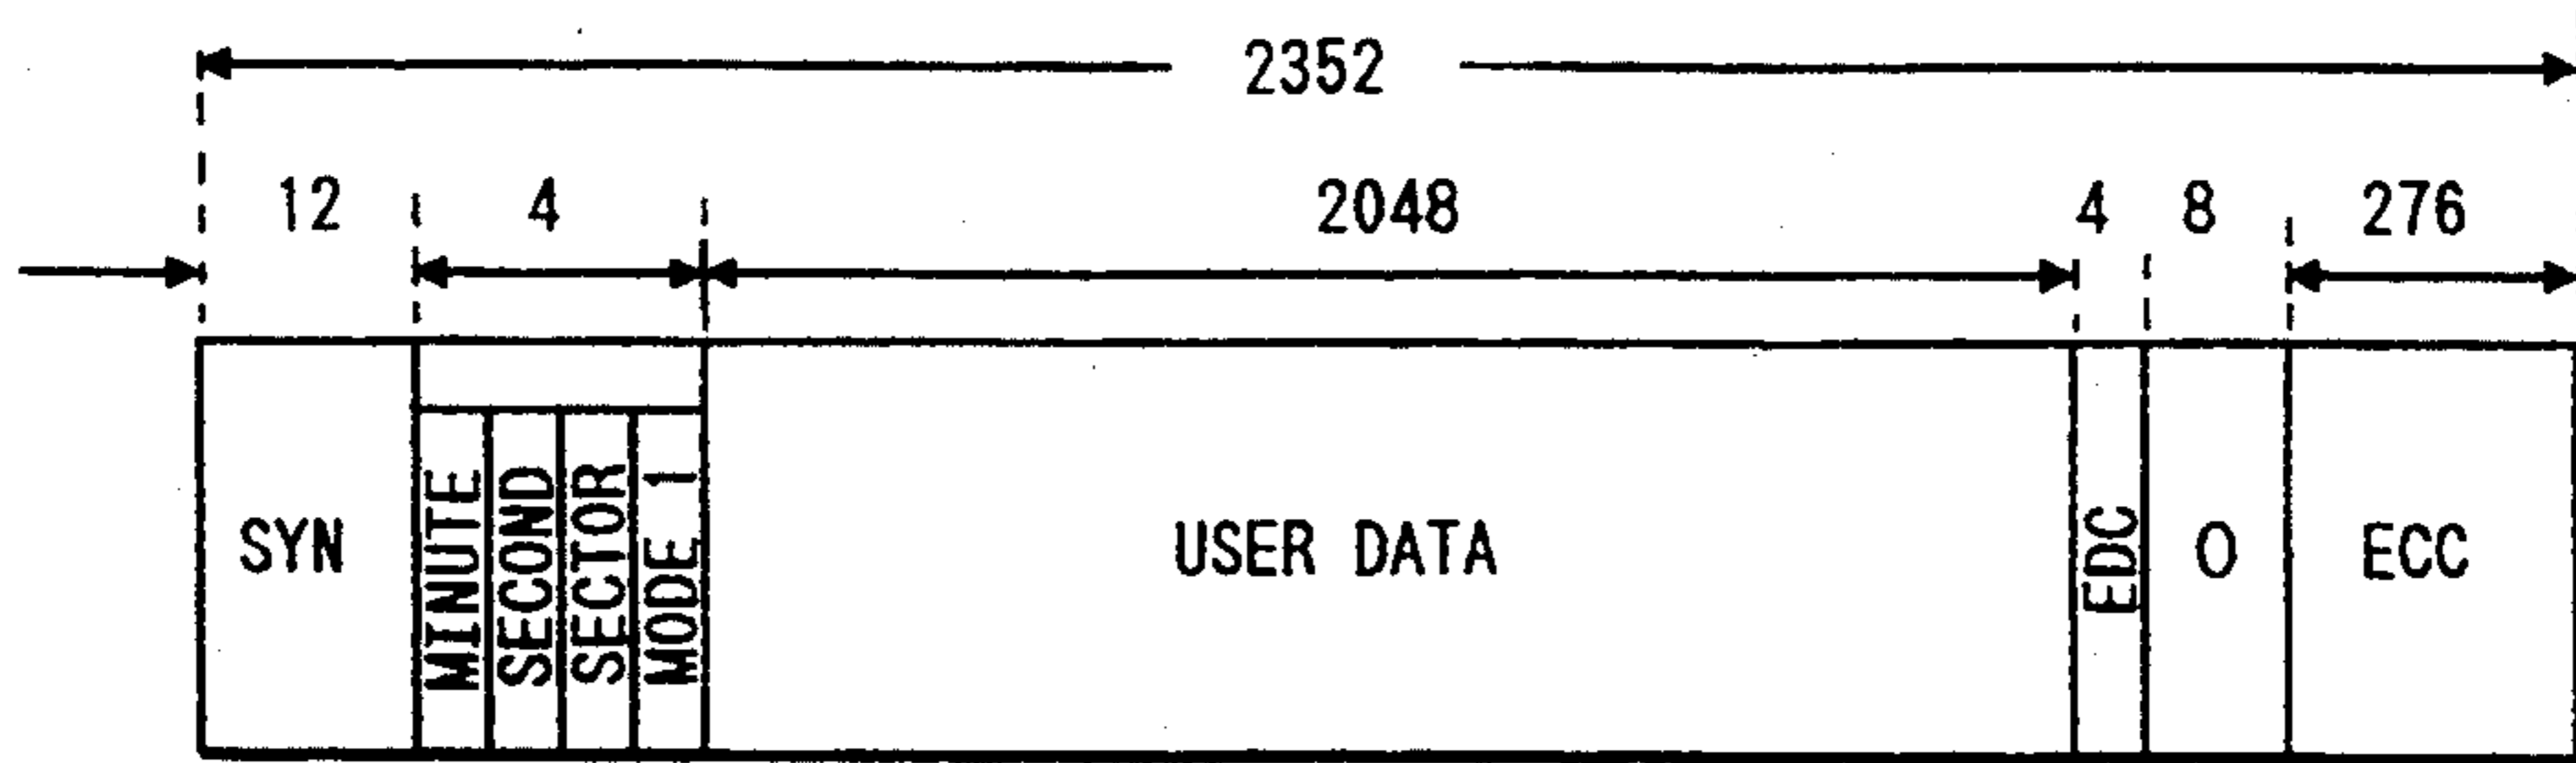 2352
12 4 2048 4 8 276
SYN
MINUTE
SECOND
SECTOR
MODE 1
USER DATA
EDC
0
ECC